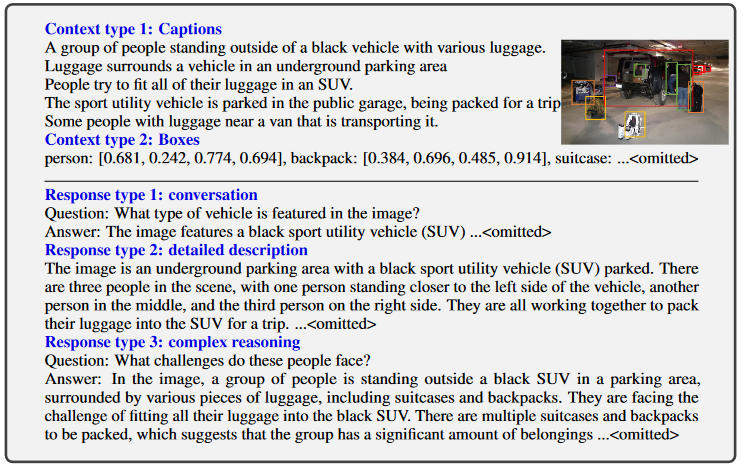 Context type 1: Captions
A group of people standing outside of a black vehicle with various luggage.
Luggage surrounds a vehicle in an underground parking area
People try to fit all of their luggage in an SUV.
The sport utility vehicle is parked in the public garage, being packed for a trip
Some people with luggage near a van that is transporting it.
Context type 2: Boxes
person: [0.681, 0.242, 0.774, 0.694], backpack: [0.384, 0.696, 0.485, 0.914], suitcase: ...<omitted>
Response type 1: conversation
Question: What type of vehicle is featured in the image?
Answer: The image features a black sport utility vehicle (SUV) ...<omitted>
Response type 2: detailed description
The image is an underground parking area with a black sport utility vehicle (SUV) parked. There
are three people in the scene, with one person standing closer to the left side of the vehicle, another
person in the middle, and the third person on the right side. They are all working together to pack
their luggage into the SUV for a trip. ...<omitted>
Response type 3: complex reasoning
Question: What challenges do these people face?
Answer: In the image, a group of people is standing outside a black SUV in a parking area,
surrounded by various pieces of luggage, including suitcases and backpacks. They are facing the
challenge of fitting all their luggage into the black SUV. There are multiple suitcases and backpacks
to be packed, which suggests that the group has a significant amount of belongings ...<omitted>